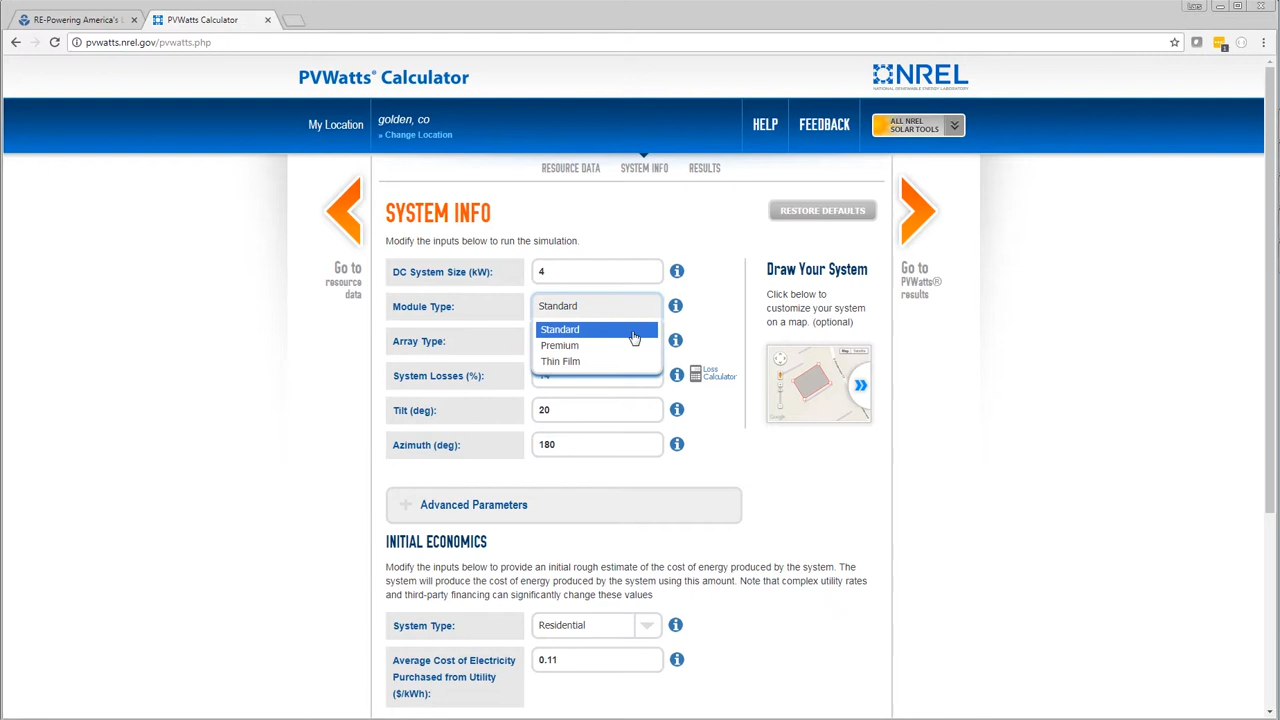 RE-Powering America's L
PVWatts Calculator
pvwatts.nrel.gov/pvwatts.php
PVWatts® Calculator
NREL
NATIONAL RENEWABLE ENERGY LABORATORY
My Location
golden, co
» Change Location
HELP
FEEDBACK
ALL NREL
SOLAR TOOLS
RESOURCE DATA
SYSTEM INFO
RESULTS
SYSTEM INFO
RESTORE DEFAULTS
Modify the inputs below to run the simulation.
Go to
resource
data
Go to
PVWatts®
results
DC System Size (kW):
4
Module Type:
Standard
Standard
Premium
Thin Film
Array Type:
System Losses (%):
Loss
Calculator
Tilt (deg):
20
Azimuth (deg):
180
Draw Your System
Click below to
customize your system
on a map. (optional)
Google
Advanced Parameters
INITIAL ECONOMICS
Modify the inputs below to provide an initial rough estimate of the cost of energy produced by the system. The
system will produce the cost of energy produced by the system using this amount. Note that complex utility rates
and third-party financing can significantly change these values
System Type:
Residential
Average Cost of Electricity
Purchased from Utility
($/kWh):
0.11